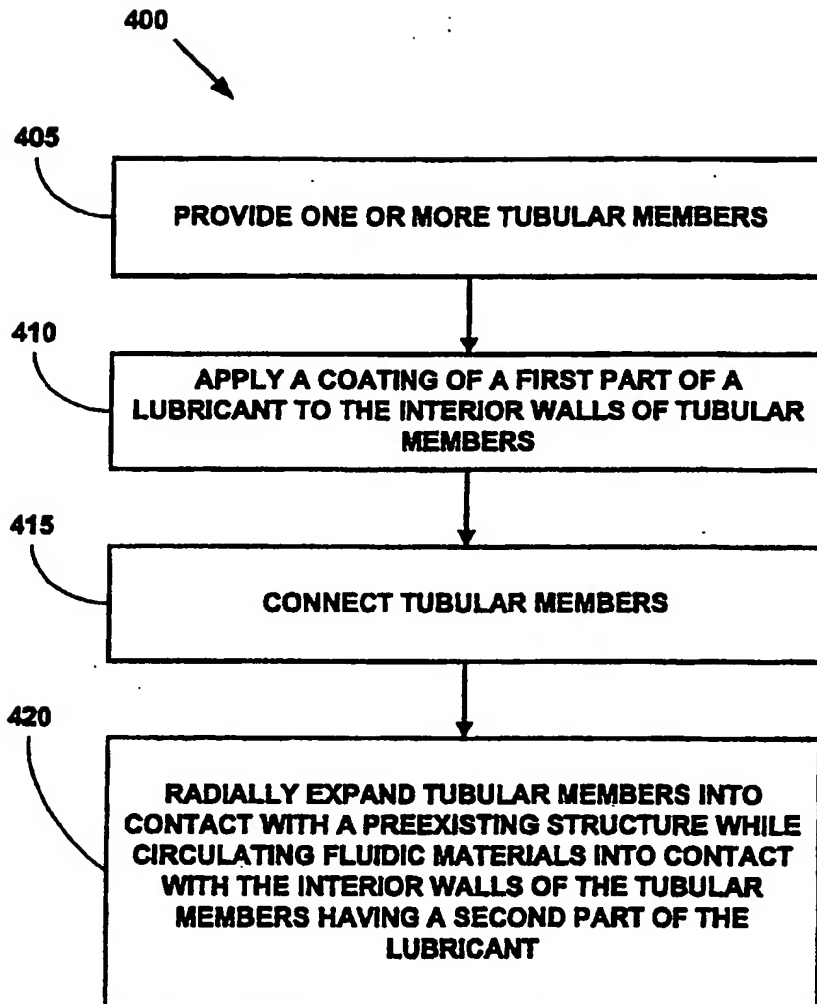 400
405
PROVIDE ONE OR MORE TUBULAR MEMBERS
410
APPLY A COATING OF A FIRST PART OF A
LUBRICANT TO THE INTERIOR WALLS OF TUBULAR
MEMBERS
415
CONNECT TUBULAR MEMBERS
420
RADIALLY EXPAND TUBULAR MEMBERS INTO
CONTACT WITH A PREEXISTING STRUCTURE WHILE
CIRCULATING FLUIDIC MATERIALS INTO CONTACT
WITH THE INTERIOR WALLS OF THE TUBULAR
MEMBERS HAVING A SECOND PART OF THE
LUBRICANT